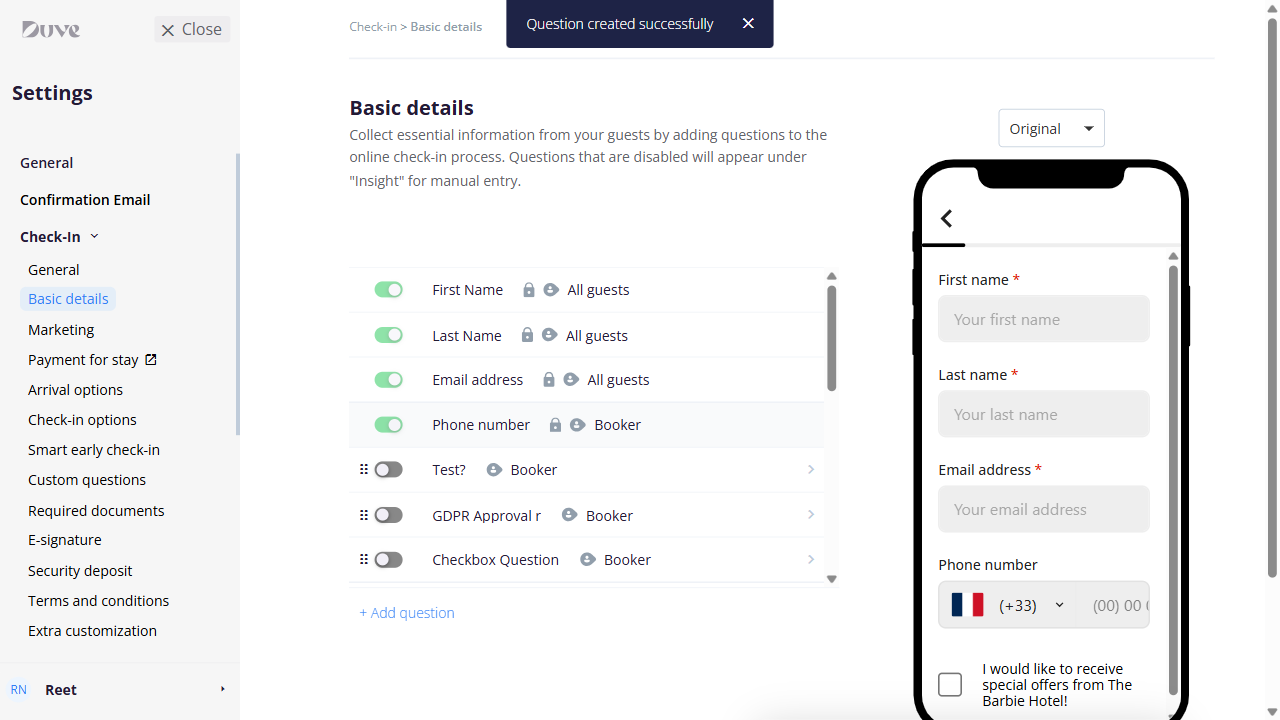 Duve
Close
Settings
General
Confirmation Email
Check-In
General
Basic details
Marketing
Payment for stay
Arrival options
Check-in options
Smart early check-in
Custom questions
Required documents
E-signature
Security deposit
Terms and conditions
Extra customization
RN Reet
Check-in > Basic details
Question created successfully
Basic details
Collect essential information from your guests by adding questions to the
online check-in process. Questions that are disabled will appear under
"Insight" for manual entry.
First Name All guests
Last Name All guests
Email address All guests
Phone number Booker
Test? Booker
GDPR Approval r Booker
Checkbox Question Booker
+ Add question
Original
First name *
Your first name
Last name *
Your last name
Email address *
Your email address
Phone number
(+33) (00) 00 (
I would like to receive
special offers from The
Barbie Hotel!